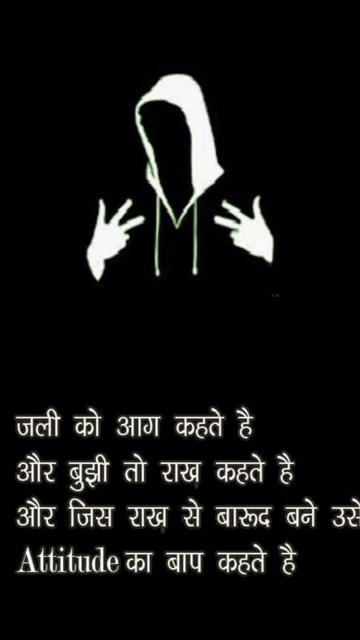 जली को आग कहते है
और बुझी तो राख कहते है
और जिस राख से बारूद बने उसे
Attitude का बाप कहते है